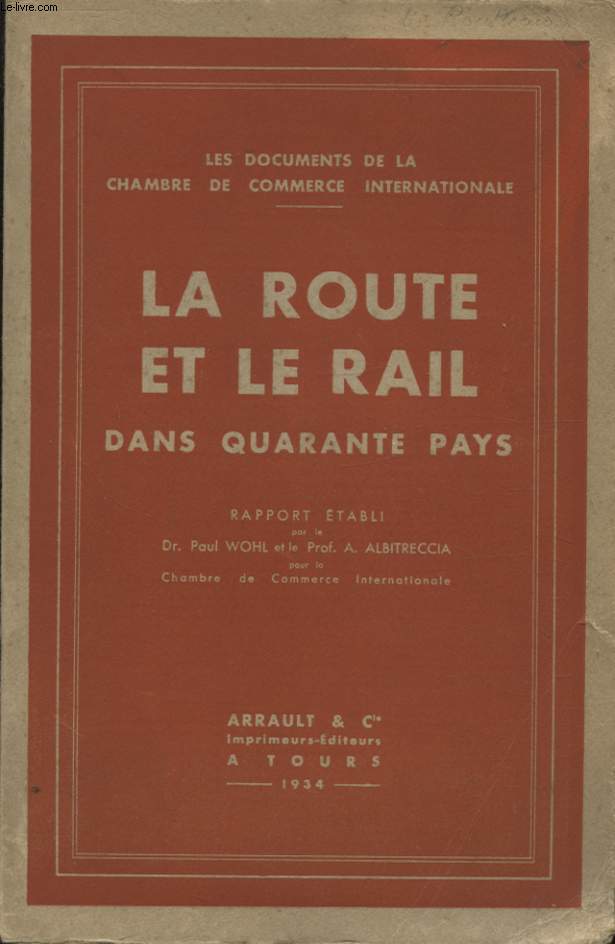 Le-livre.com
LES DOCUMENTS DE LA
CHAMBRE DE COMMERCE INTERNATIONALE
LA ROUTE
ET LE RAIL
DANS QUARANTE PAYS
RAPPORT ÉTABLI
par le
Dr. Paul WOHL et le Prof. A. ALBITRECCIA
pour la
Chambre de Commerce Internationale
ARRAULT & Cie
Imprimeurs-Éditeurs
A TOURS
1934